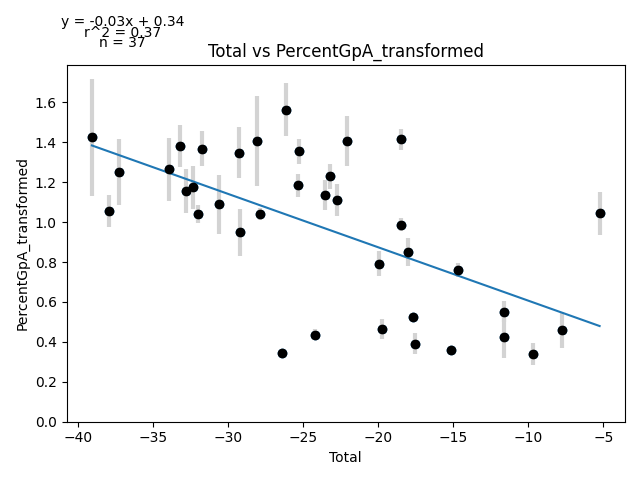 y = -0.03x + 0.34
r^2 = 0.37
n = 37
Total vs PercentGpA_transformed
PercentGpA_transformed
1.6
1.4
1.2
1.0
0.8
0.6
0.4
0.2
0.0
−40 −35 −30 −25 −20 −15 −10 −5
Total